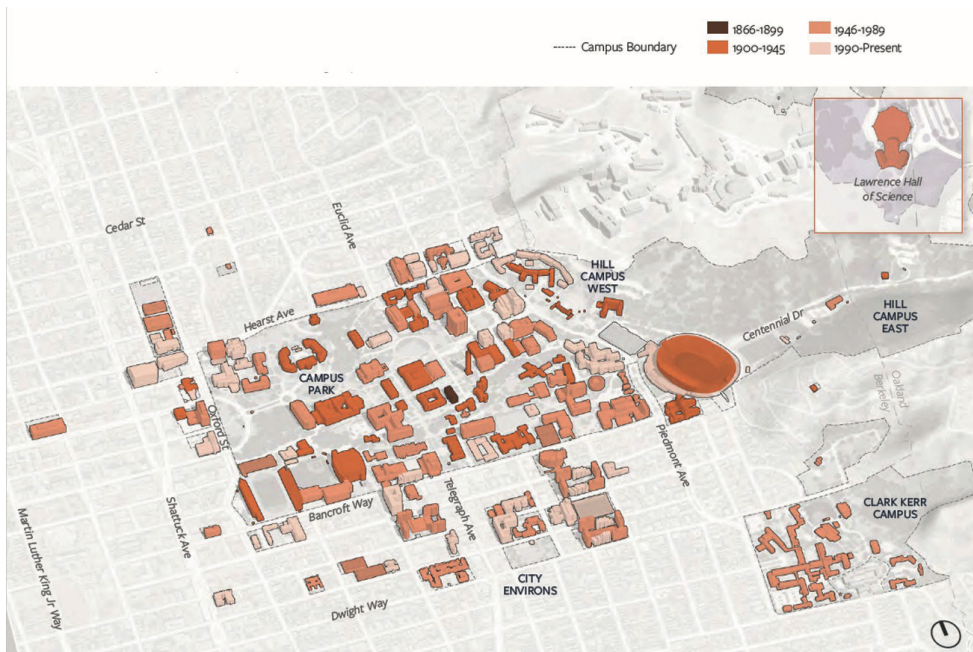 1866-1899
1900-1945
1946-1989
1990-Present
Campus Boundary
Lawrence Hall
of Science
Cedar St
Euclid Ave
Hearst Ave
HILL
CAMPUS
WEST
Centennial Dr
HILL
CAMPUS
EAST
CAMPUS
PARK
Oxford St
Oakland
Berkeley
Piedmont Ave
Shattuck Ave
Martin Luther King Jr Way
Bancroft Way
Telegraph Ave
CLARK KERR
CAMPUS
CITY
ENVIRONS
Dwight Way